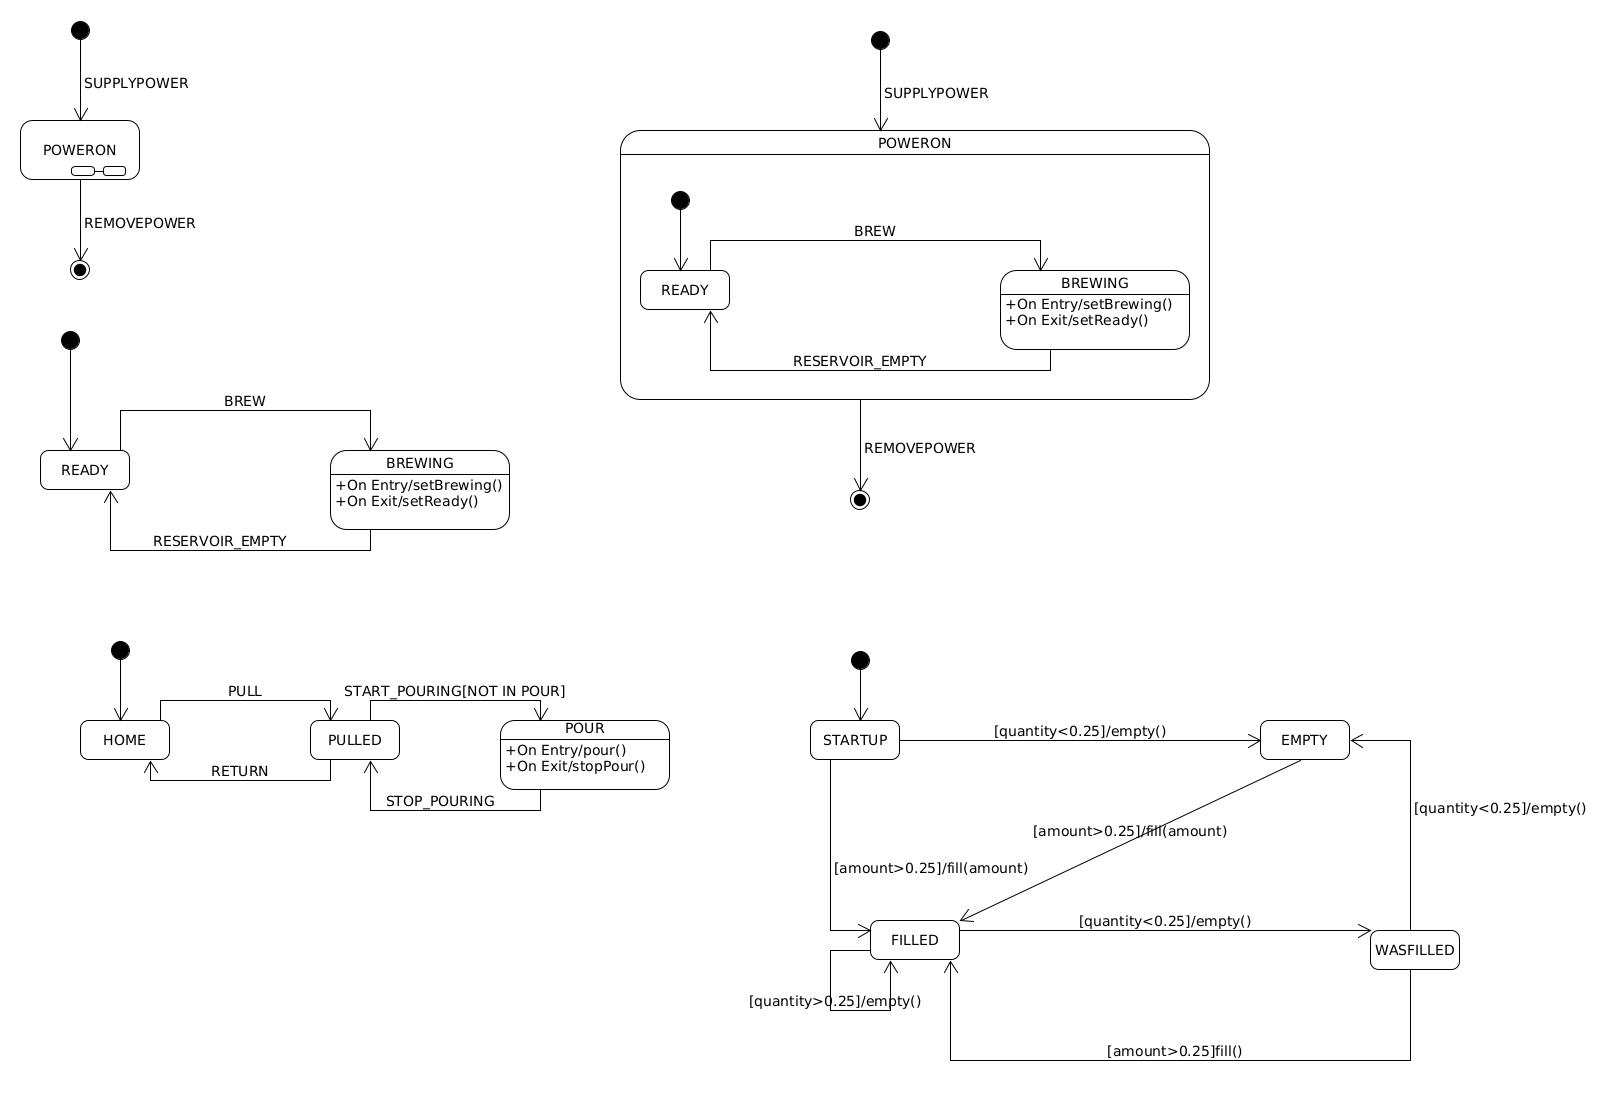 SUPPLYPOWER
POWERON
REMOVEPOWER
BREW
READY
BREWING
+On Entry/setBrewing()
+On Exit/setReady()
RESERVOIR_EMPTY
SUPPLYPOWER
POWERON
BREW
READY
BREWING
+On Entry/setBrewing()
+On Exit/setReady()
RESERVOIR_EMPTY
REMOVEPOWER
PULL
START_POURING[NOT IN POUR]
HOME
PULLED
POUR
+On Entry/pour()
+On Exit/stopPour()
RETURN
STOP_POURING
STARTUP
[quantity<0.25]/empty()
EMPTY
[quantity<0.25]/empty()
[amount>0.25]/fill(amount)
[amount>0.25]/fill(amount)
[quantity<0.25]/empty()
FILLED
WASFILLED
[quantity>0.25]/empty()
[amount>0.25]fill()